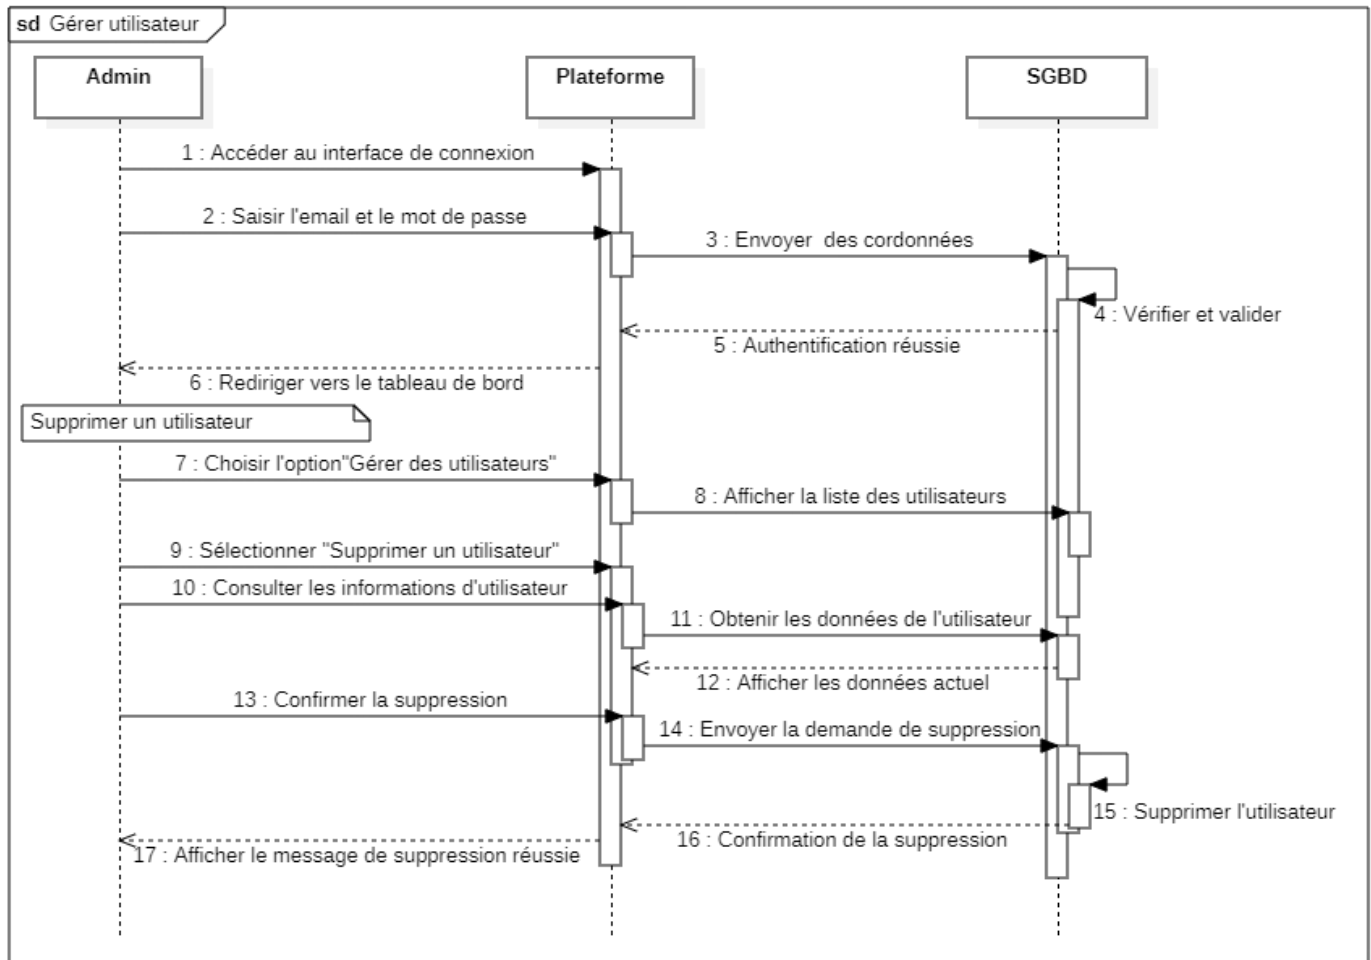 sd Gérer utilisateur
Admin
Plateforme
SGBD
1 : Accéder au interface de connexion
2 : Saisir l'email et le mot de passe
3 : Envoyer  des cordonnées
4 : Vérifier et valider
5 : Authentification réussie
6 : Rediriger vers le tableau de bord
Supprimer un utilisateur
7 : Choisir l'option"Gérer des utilisateurs"
8 : Afficher la liste des utilisateurs
9 : Sélectionner "Supprimer un utilisateur"
10 : Consulter les informations d'utilisateur
11 : Obtenir les données de l'utilisateur
12 : Afficher les données actuel
13 : Confirmer la suppression
14 : Envoyer la demande de suppression
15 : Supprimer l'utilisateur
16 : Confirmation de la suppression
17 : Afficher le message de suppression réussie